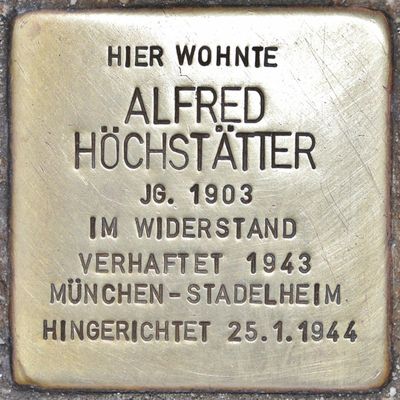 HIER WOHNTE
ALFRED
HÖCHSTÄTTER
JG. 1903
IM WIDERSTAND
VERHAFTET 1943
MÜNCHEN-STADELHEIM
HINGERICHTET 25.1.1944